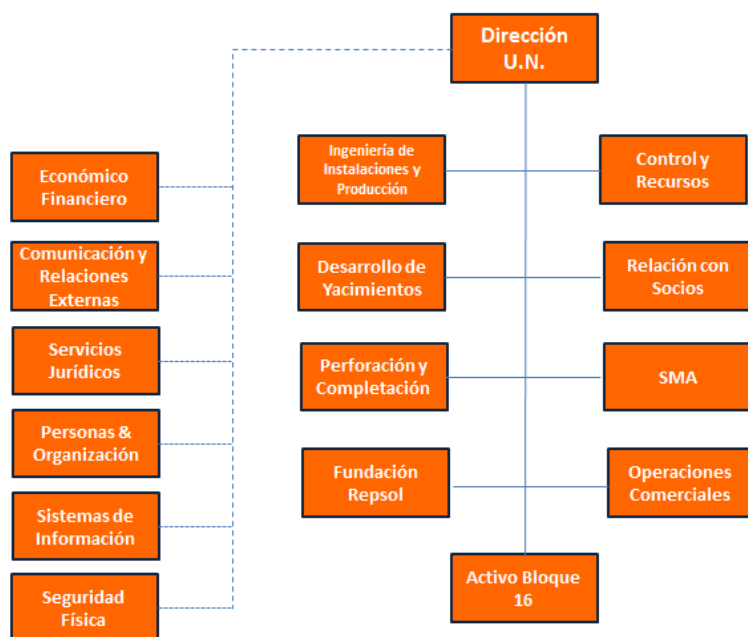 Dirección
U.N.
Económico
Financiero
Comunicación y
Relaciones
Externas
Servicios
Jurídicos
Personas &
Organización
Sistemas de
Información
Seguridad
Física
Ingeniería de
Instalaciones y
Producción
Control y
Recursos
Desarrollo de
Yacimientos
Relación con
Socios
Perforación y
Completación
SMA
Fundación
Repsol
Operaciones
Comerciales
Activo Bloque
16